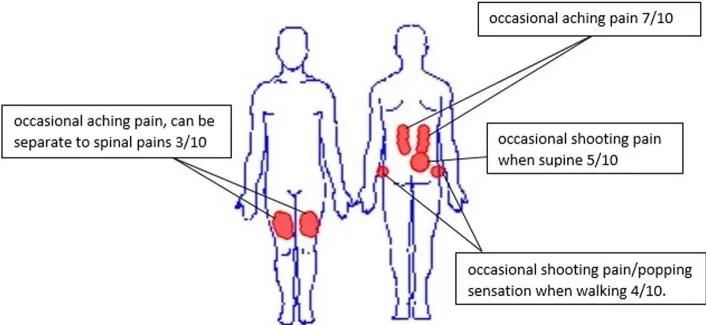 occasional aching pain 7/10
occasional aching pain, can be
separate to spinal pains 3/10
occasional shooting pain
when supine 5/10
occasional shooting pain/popping
sensation when walking 4/10.